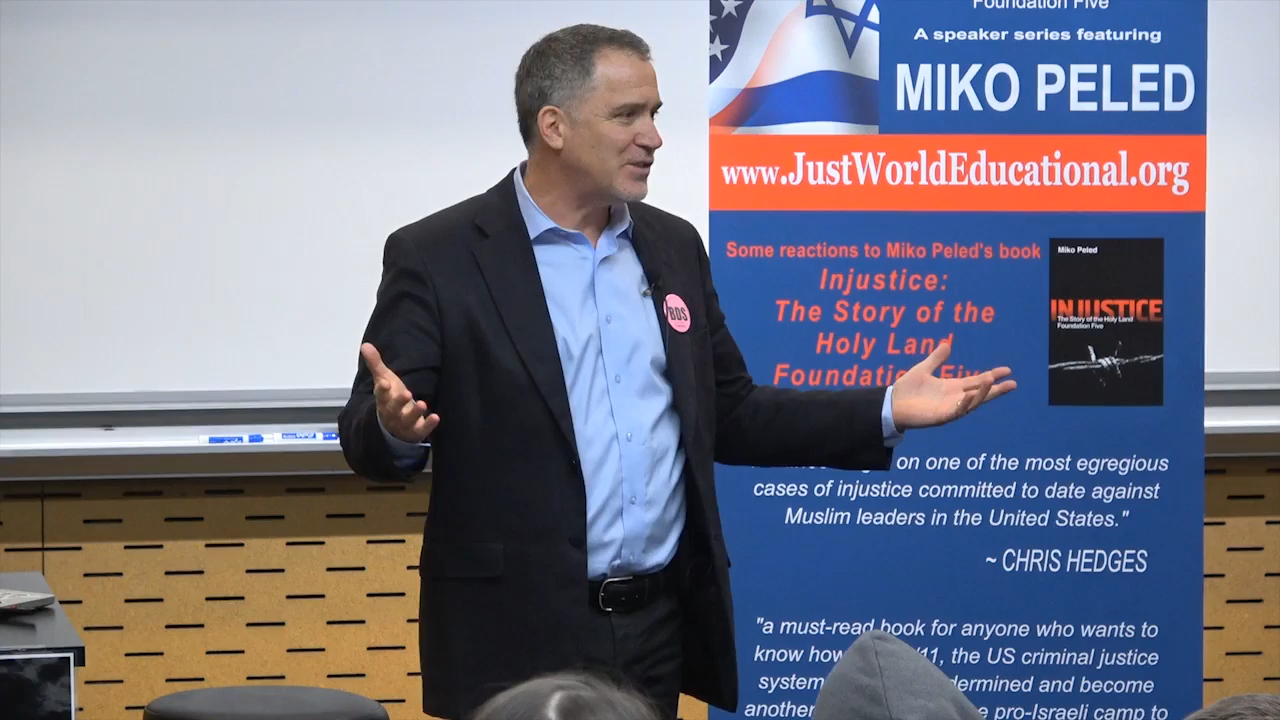 Foundation Five
A speaker series featuring
MIKO PELED
www.JustWorldEducational.org
Some reactions to Miko Peled's book
Injustice:
The Story of the
Holy Land
Foundation Five
Miko Peled
INJUSTICE
The Story of the Holy Land
Foundation Five
BDS
on one of the most egregious
cases of injustice committed to date against
Muslim leaders in the United States."
~ CHRIS HEDGES
"a must-read book for anyone who wants to
know how 11, the US criminal justice
system dermined and become
another pro-Israeli camp to